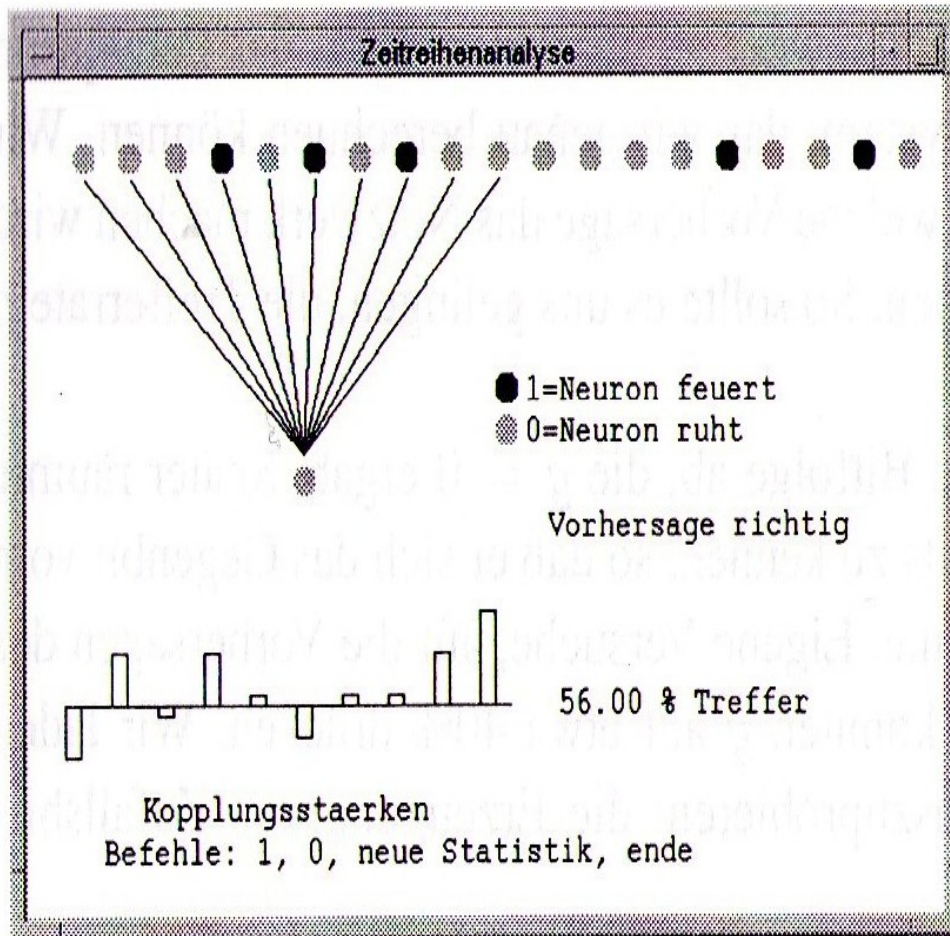 Zeitreihenanalyse
1=Neuron feuert
0=Neuron ruht
Vorhersage richtig
56.00 % Treffer
Kopplungsstaerken
Befehle: 1, 0, neue Statistik, ende